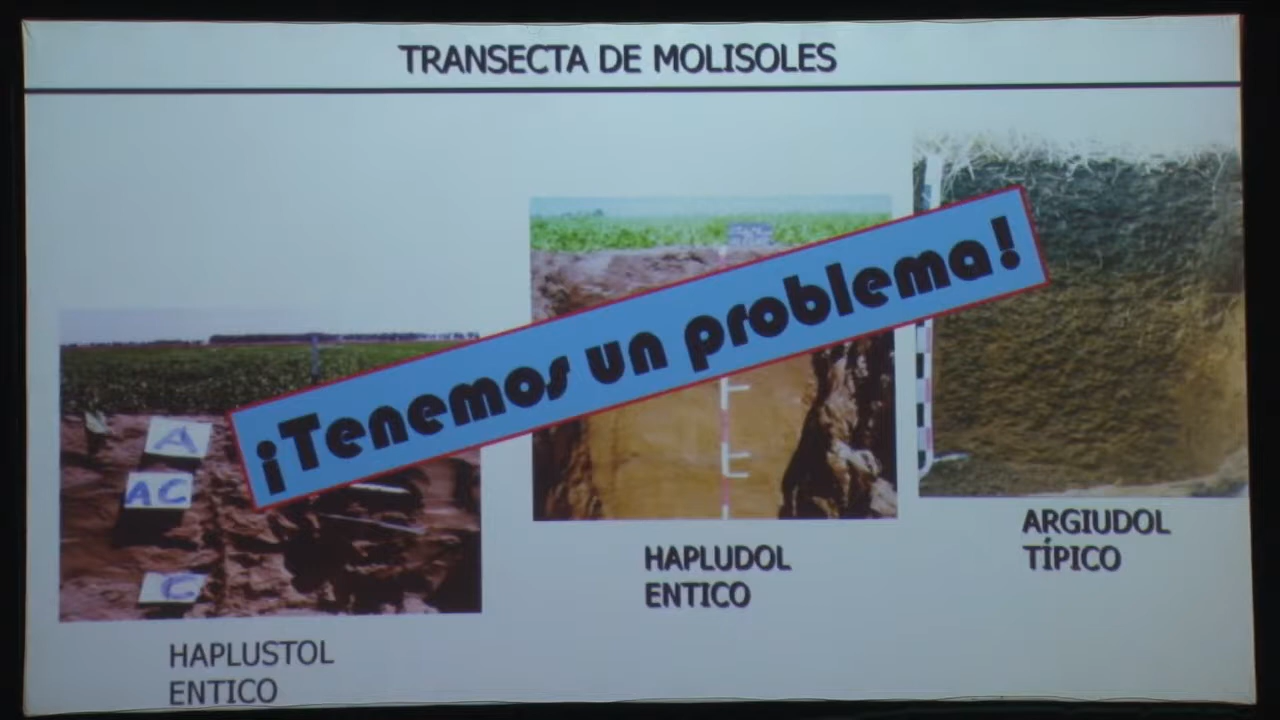 TRANSECTA DE MOLISOLES
¡Tenemos un problema!
A
AC
C
HAPLUSTOL
ENTICO
HAPLUDOL
ENTICO
ARGIUDOL
TÍPICO